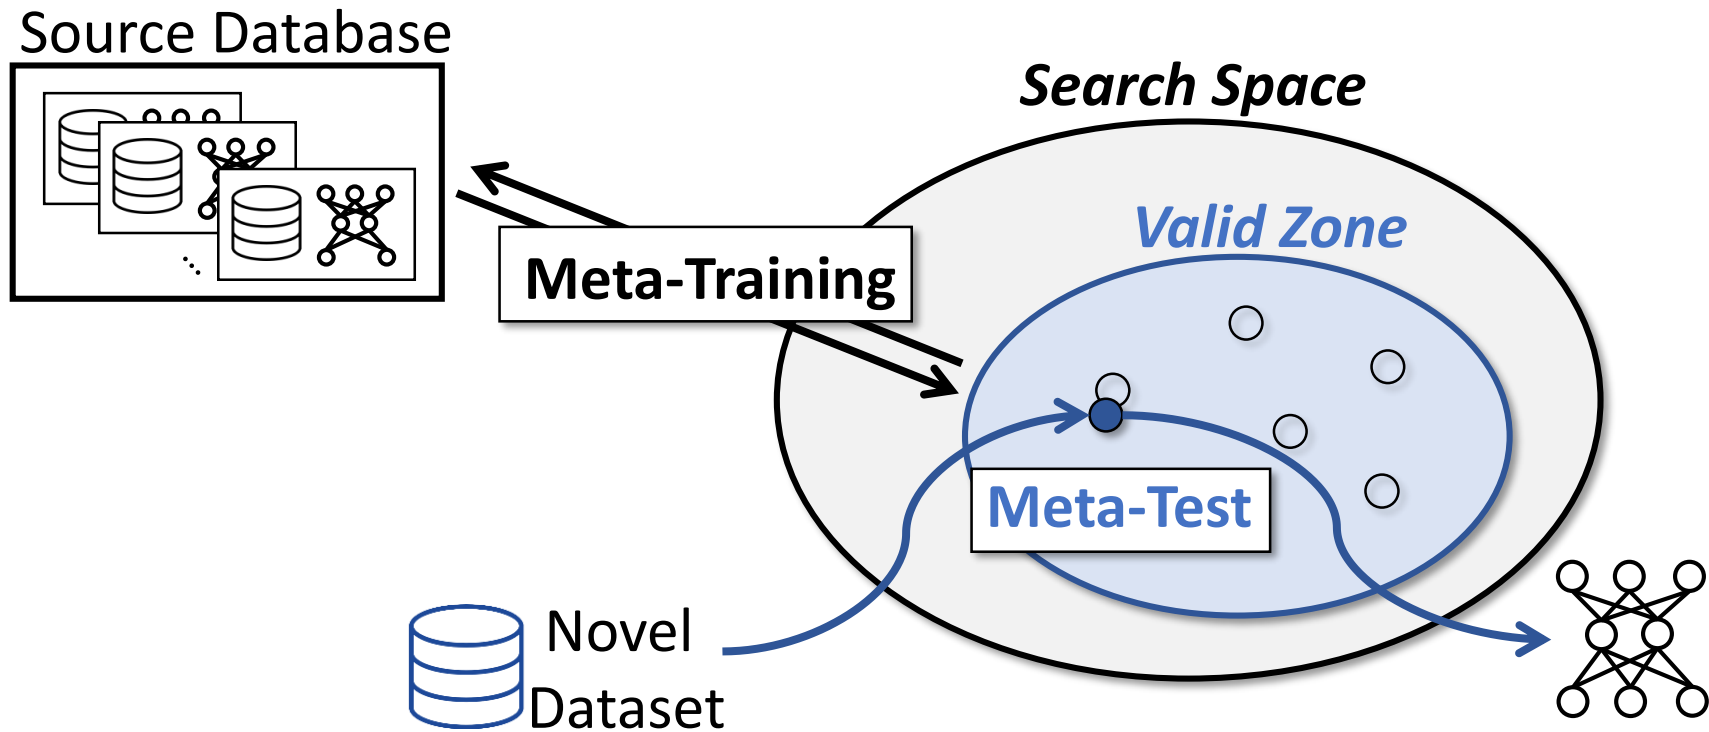 Source Database
Search Space
Valid Zone
Meta-Training
Meta-Test
Novel
Dataset